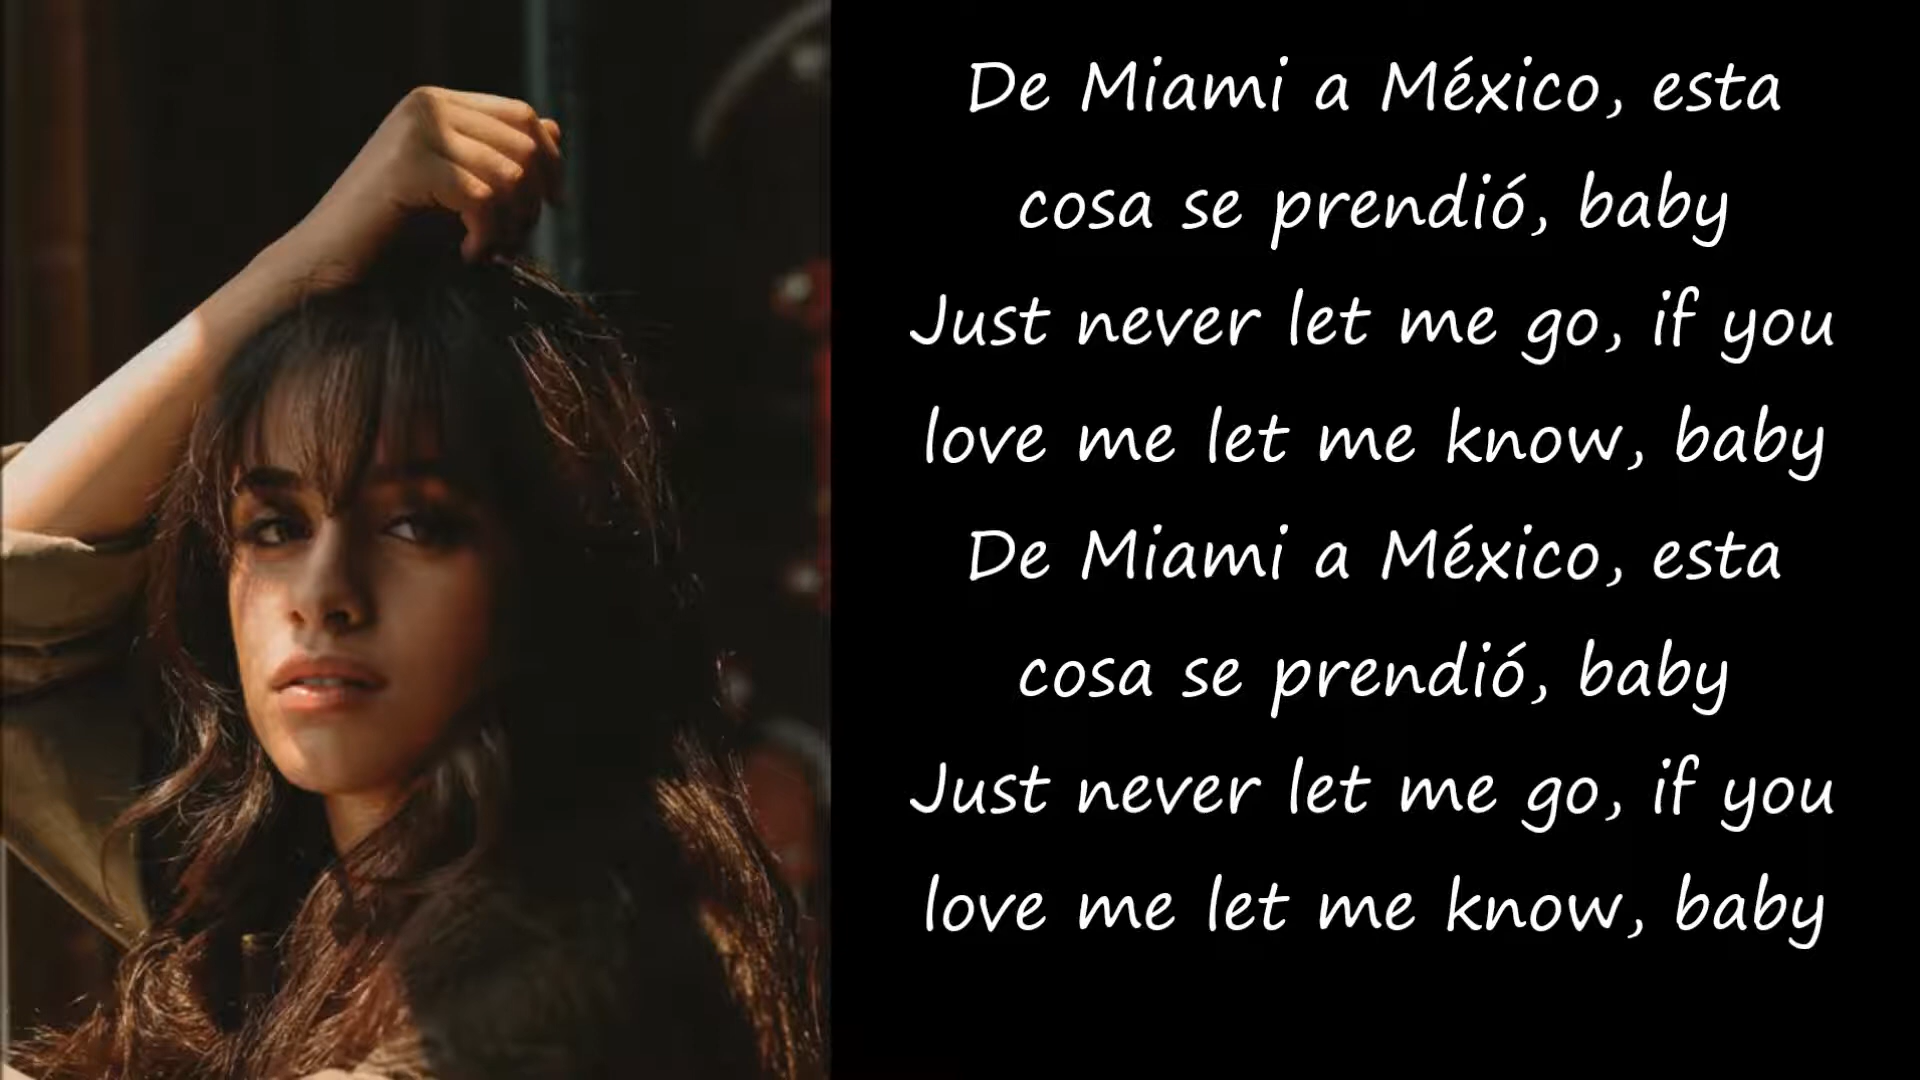 De Miami a México, esta
cosa se prendió, baby
Just never let me go, if you
love me let me know, baby
De Miami a México, esta
cosa se prendió, baby
Just never let me go, if you
love me let me know, baby